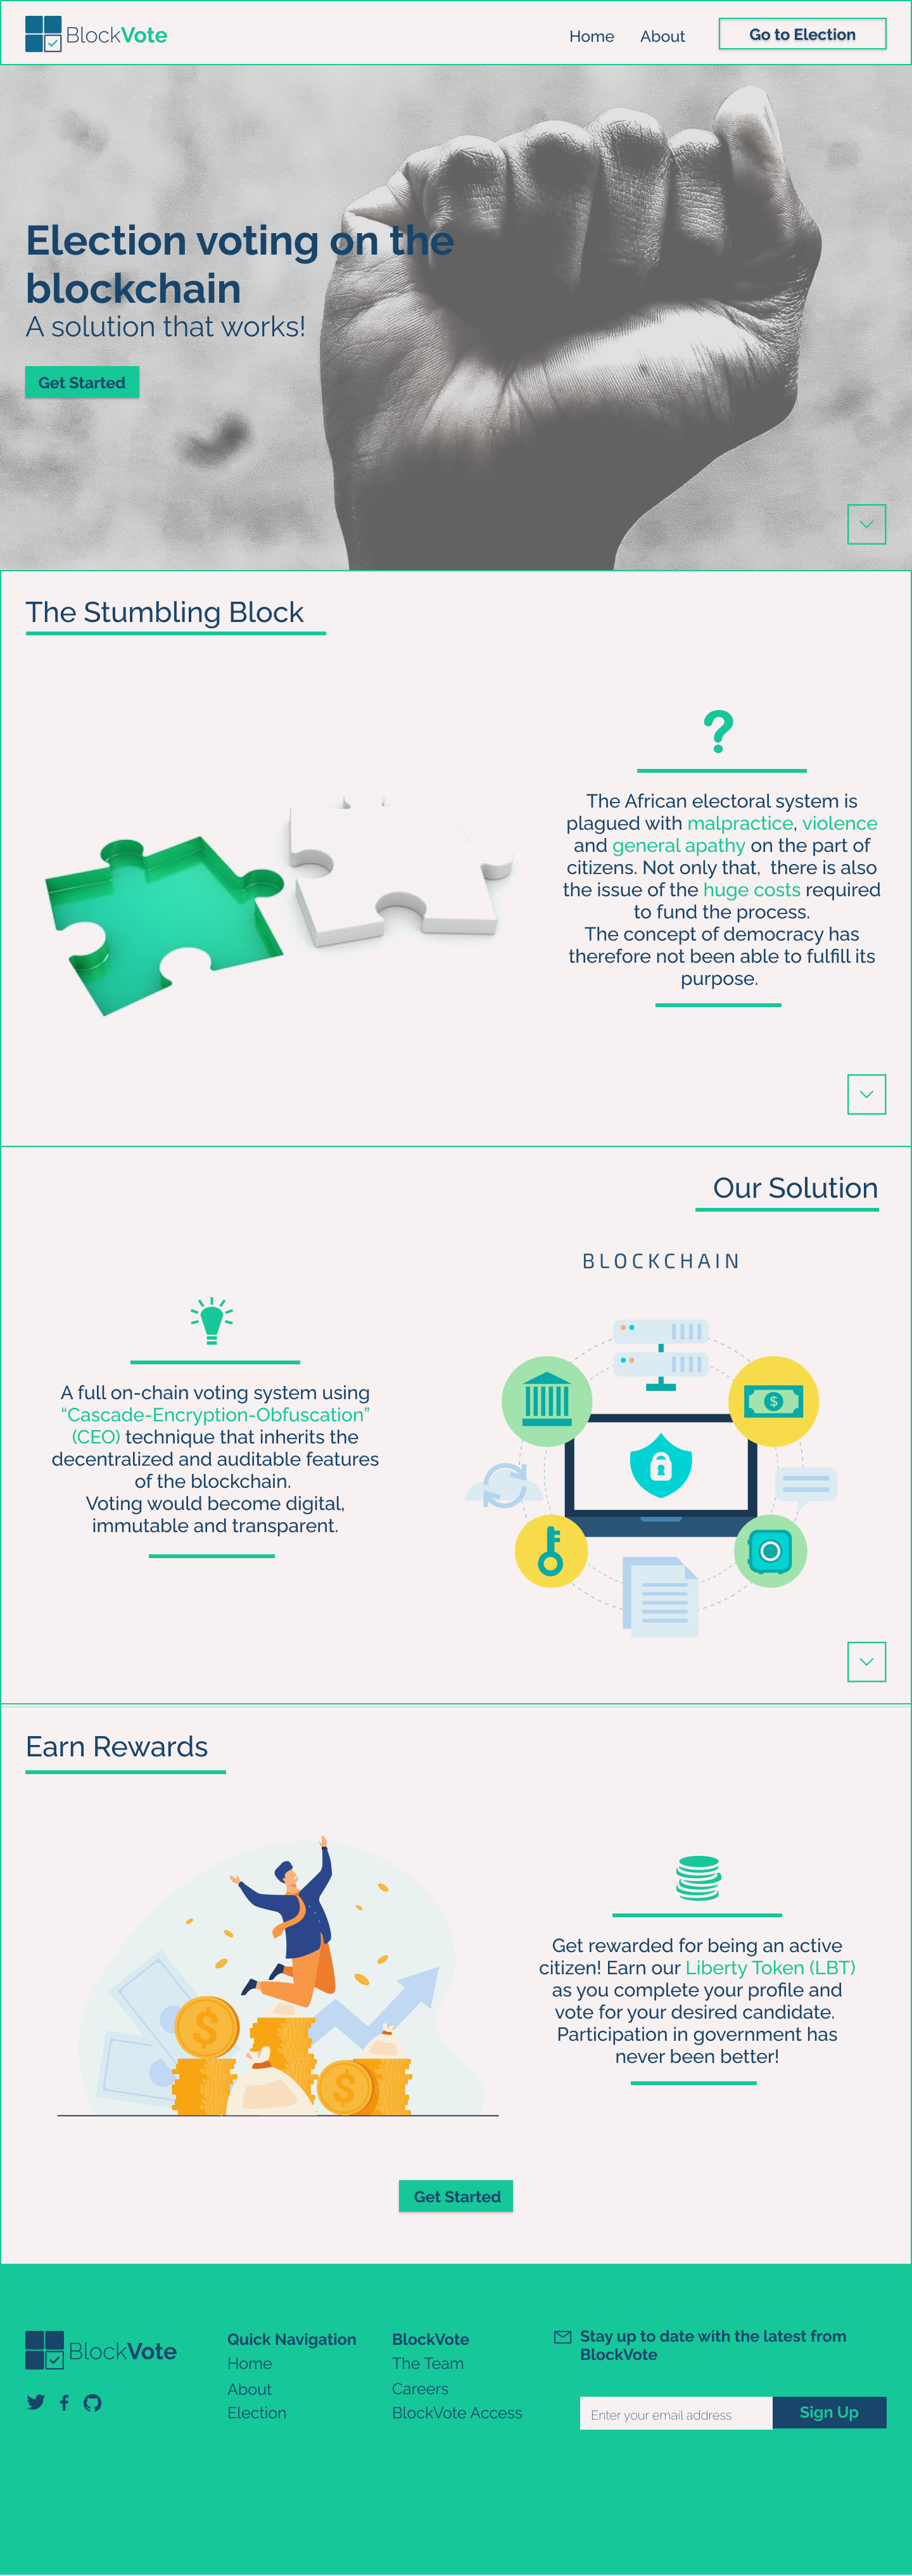 BlockVote
Home
About
Go to Election
Election voting on the
blockchain
A solution that works!
Get Started
The Stumbling Block
?
The African electoral system is
plagued with malpractice, violence
and general apathy on the part of
citizens. Not only that, there is also
the issue of the huge costs required
to fund the process.
The concept of democracy has
therefore not been able to fulfill its
purpose.
Our Solution
BLOCKCHAIN
$
A full on-chain voting system using
“Cascade-Encryption-Obfuscation”
(CEO) technique that inherits the
decentralized and auditable features
of the blockchain.
Voting would become digital,
immutable and transparent.
Earn Rewards
$
$
Get rewarded for being an active
citizen! Earn our Liberty Token (LBT)
as you complete your profile and
vote for your desired candidate.
Participation in government has
never been better!
Get Started
BlockVote
Quick Navigation
Home
About
Election
BlockVote
The Team
Careers
BlockVote Access
Stay up to date with the latest from
BlockVote
Enter your email address
Sign Up